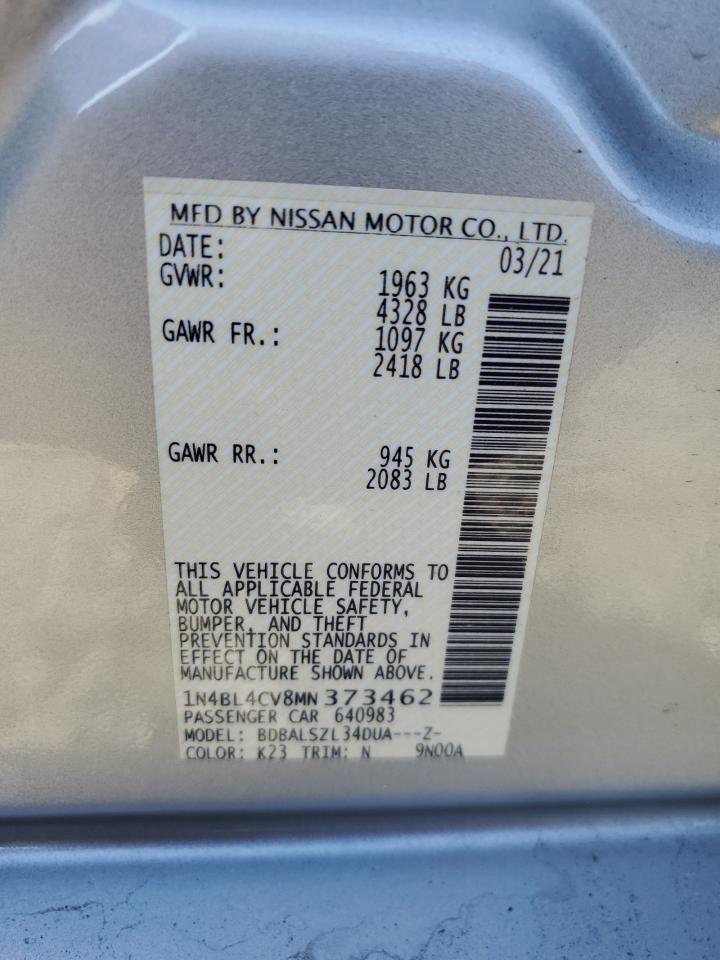 MFD BY NISSAN MOTOR CO., LTD.
DATE: 03/21
GVWR: 1963 KG
4328 LB
GAWR FR.: 1097 KG
2418 LB
GAWR RR.: 945 KG
2083 LB
THIS VEHICLE CONFORMS TO
ALL APPLICABLE FEDERAL
MOTOR VEHICLE SAFETY,
BUMPER, AND THEFT
PREVENTION STANDARDS IN
EFFECT ON THE DATE OF
MANUFACTURE SHOWN ABOVE.
1N4BL4CV8MN373462
PASSENGER CAR 640983
MODEL: BDBALSZL34DUA---Z-
COLOR: K23 TRIM: N 9N00A